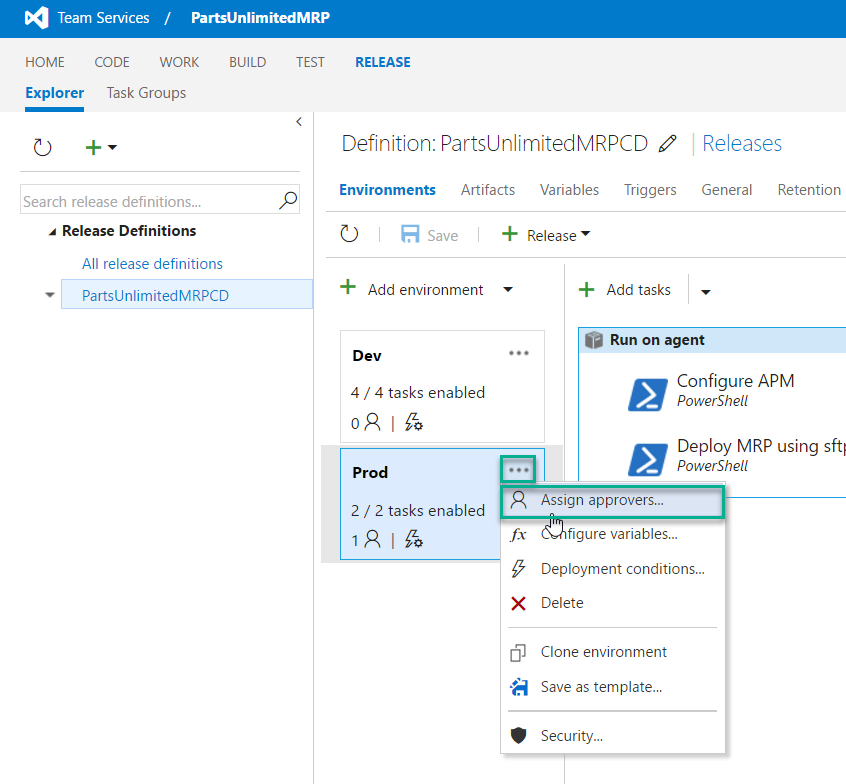 Team Services / PartsUnlimitedMRP
HOME CODE WORK BUILD TEST RELEASE
Explorer Task Groups
Definition: PartsUnlimitedMRPCD | Releases
Search release definitions...
Release Definitions
All release definitions
PartsUnlimitedMRPCD
Environments Artifacts Variables Triggers General Retention
Save | Release
Add environment
Dev ...
4 / 4 tasks enabled
0 |
Prod ...
2 / 2 tasks enabled
1 |
Assign approvers...
Configure variables...
Deployment conditions...
Delete
Clone environment
Save as template...
Security...
Add tasks
Run on agent
Configure APM
PowerShell
Deploy MRP using sftp
PowerShell